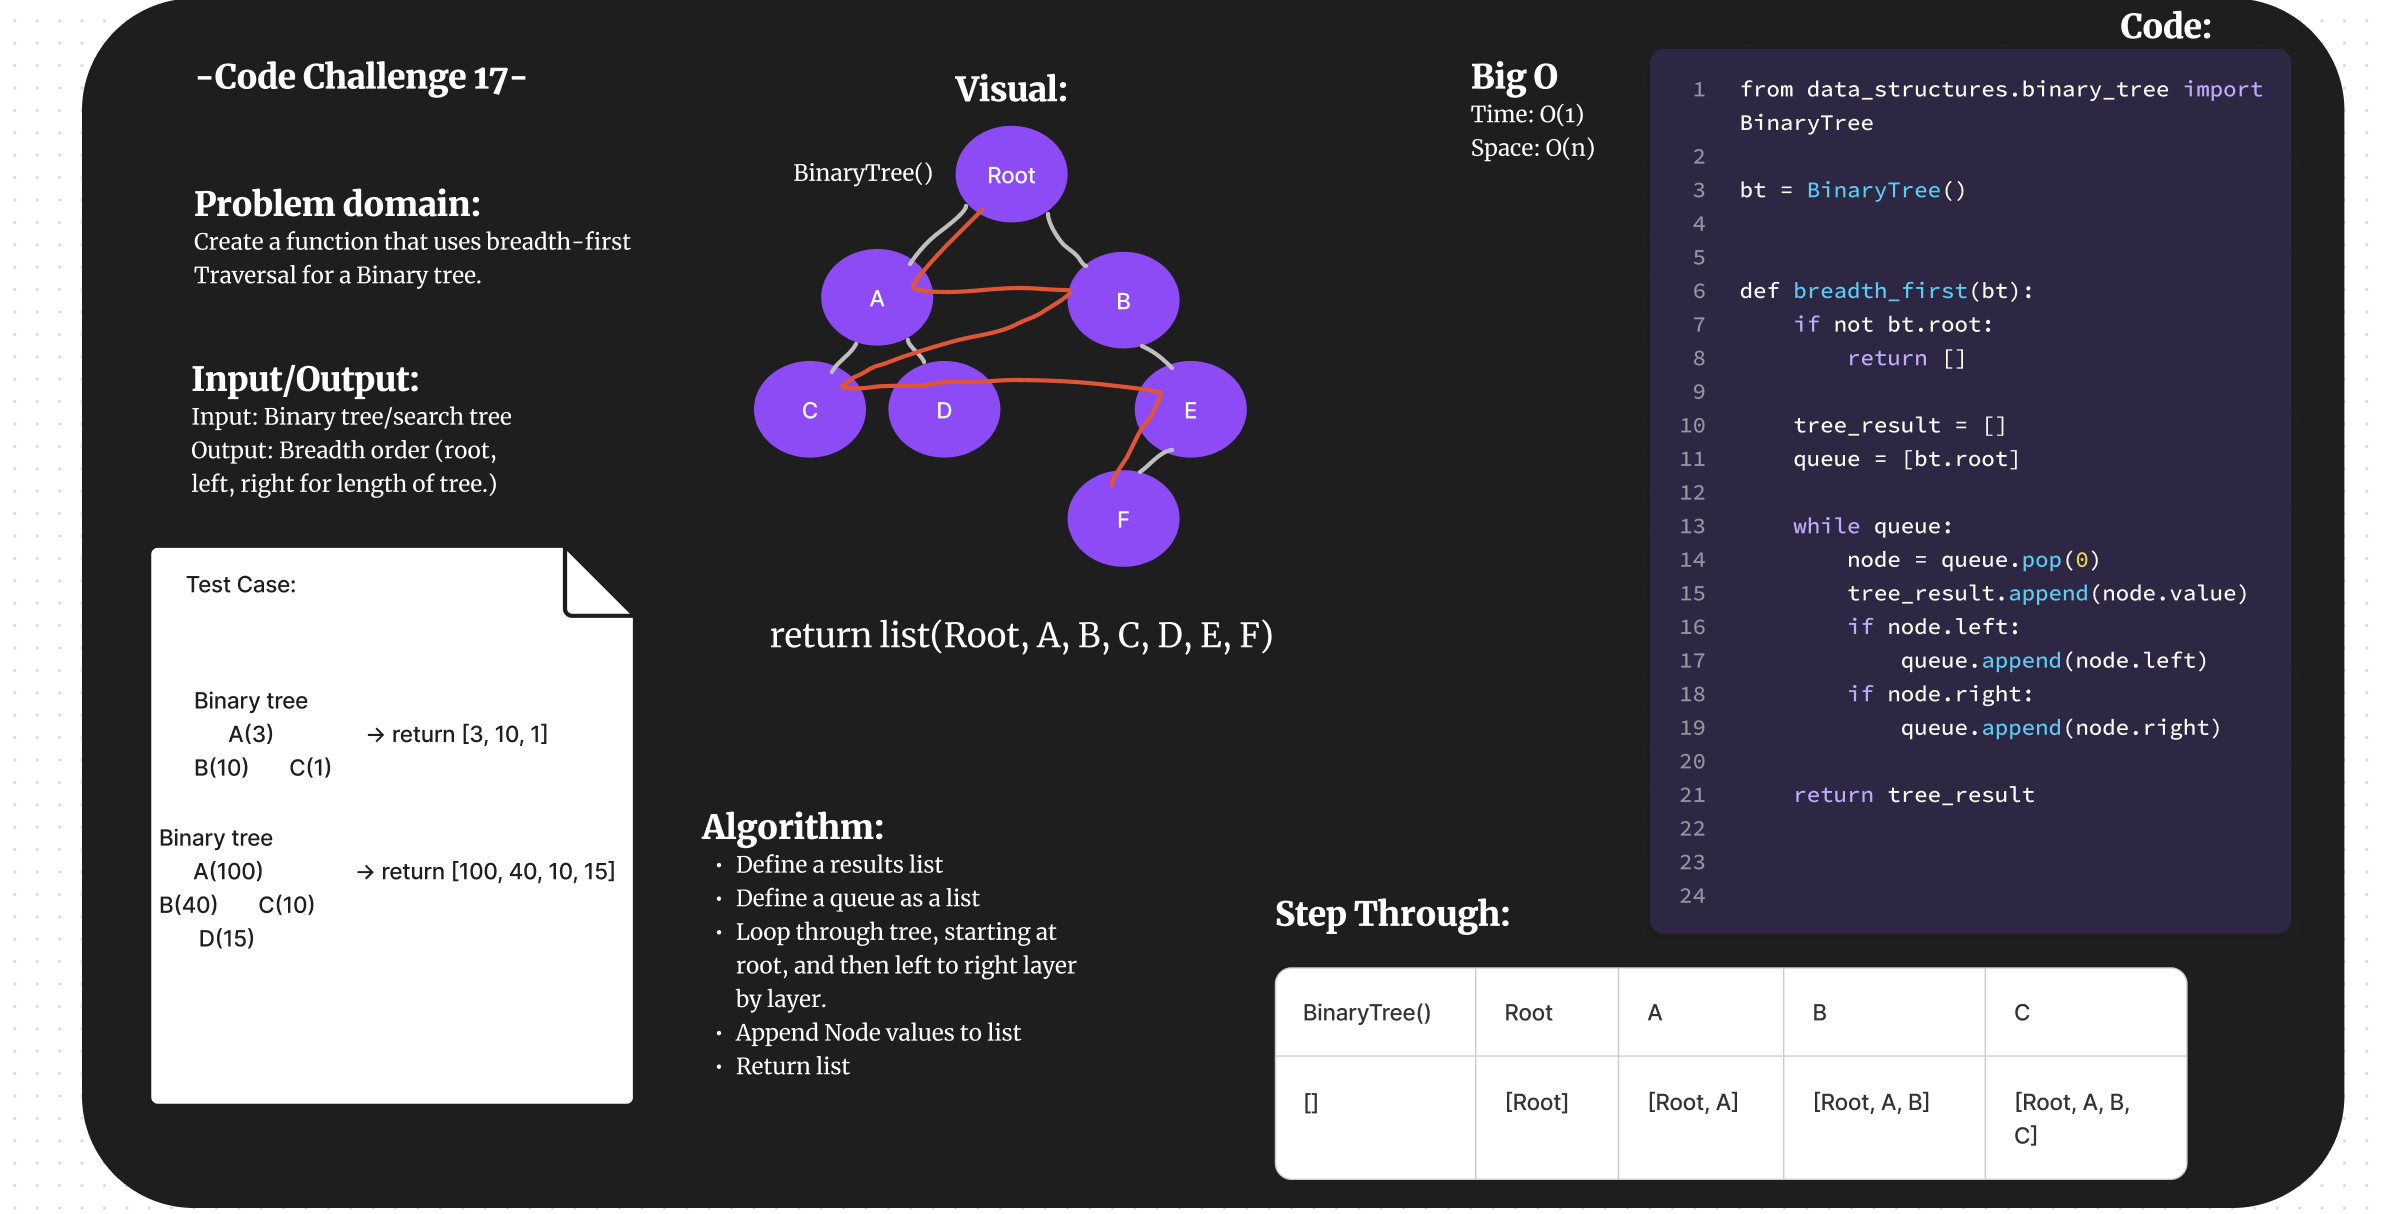 -Code Challenge 17-
Problem domain:
Create a function that uses breadth-first
Traversal for a Binary tree.
Input/Output:
Input: Binary tree/search tree
Output: Breadth order (root,
left, right for length of tree.)
Test Case:
Binary tree
A(3) → return [3, 10, 1]
B(10) C(1)
Binary tree
A(100) → return [100, 40, 10, 15]
B(40) C(10)
D(15)
Visual:
BinaryTree() Root
A B
C D E
F
return list(Root, A, B, C, D, E, F)
Algorithm:
• Define a results list
• Define a queue as a list
• Loop through tree, starting at
root, and then left to right layer
by layer.
• Append Node values to list
• Return list
Big O
Time: O(1)
Space: O(n)
Code:
1 from data_structures.binary_tree import
BinaryTree
2
3 bt = BinaryTree()
4
5
6 def breadth_first(bt):
7     if not bt.root:
8         return []
9
10     tree_result = []
11     queue = [bt.root]
12
13     while queue:
14         node = queue.pop(0)
15         tree_result.append(node.value)
16         if node.left:
17             queue.append(node.left)
18         if node.right:
19             queue.append(node.right)
20
21     return tree_result
22
23
24
Step Through:
BinaryTree() Root A B C
[] [Root] [Root, A] [Root, A, B] [Root, A, B,
C]